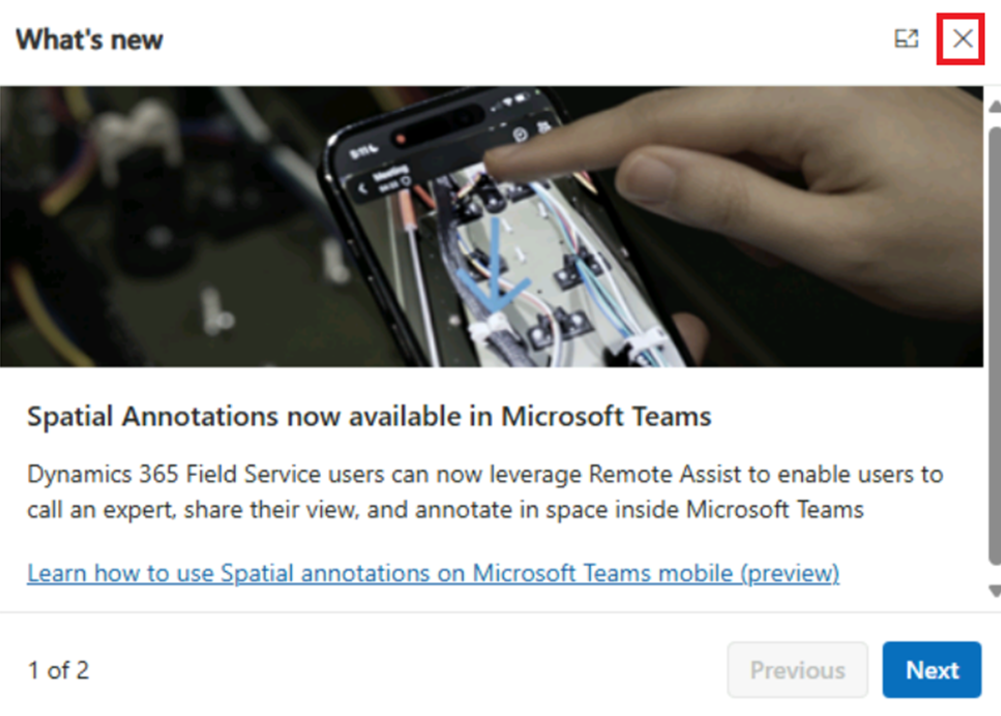 What's new
Meeting
Spatial Annotations now available in Microsoft Teams
Dynamics 365 Field Service users can now leverage Remote Assist to enable users to
call an expert, share their view, and annotate in space inside Microsoft Teams
Learn how to use Spatial annotations on Microsoft Teams mobile (preview)
1 of 2
Previous
Next